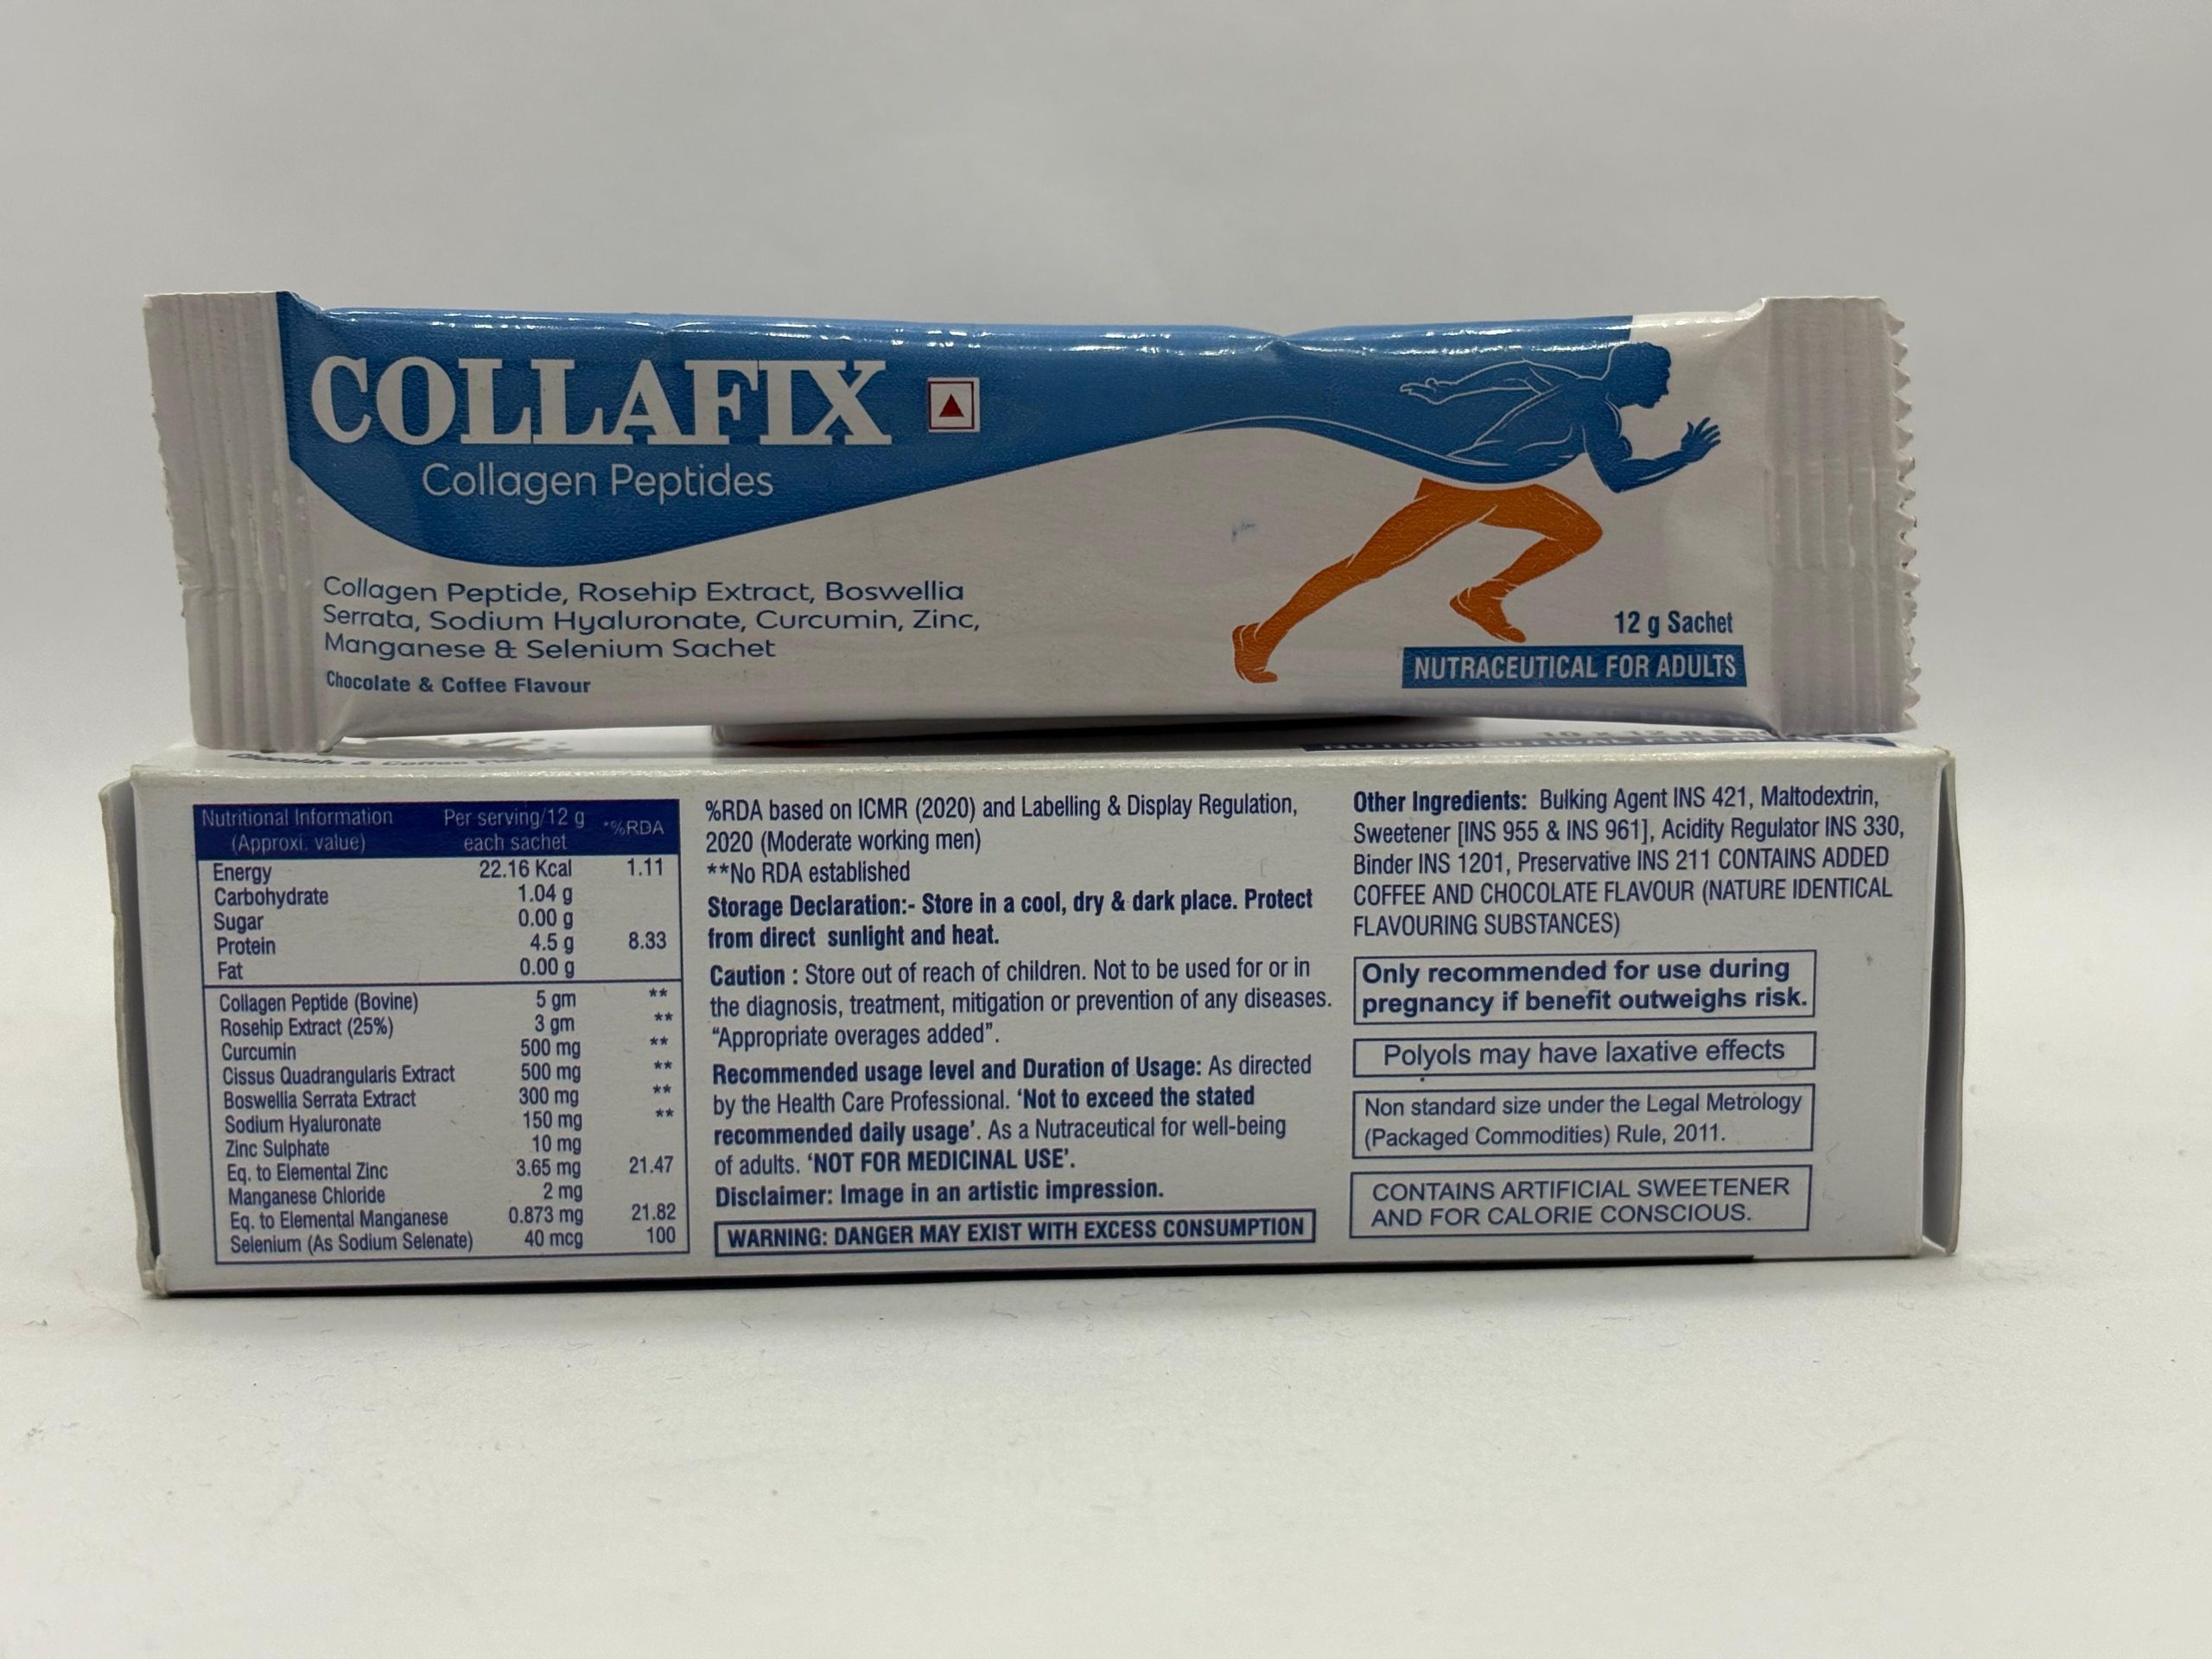 COLLAFIX
Collagen Peptides
Collagen Peptide, Rosehip Extract, Boswellia
Serrata, Sodium Hyaluronate, Curcumin, Zinc,
Manganese & Selenium Sachet
Chocolate & Coffee Flavour
12 g Sachet
NUTRACEUTICAL FOR ADULTS
Chocolate & Coffee
Nutritional Information Per serving/12 g *%RDA
(Approxi. value) each sachet
Energy 22.16 Kcal 1.11
Carbohydrate 1.04 g
Sugar 0.00 g
Protein 4.5 g 8.33
Fat 0.00 g
Collagen Peptide (Bovine) 5 gm **
Rosehip Extract (25%) 3 gm **
Curcumin 500 mg **
Cissus Quadrangularis Extract 500 mg **
Boswellia Serrata Extract 300 mg **
Sodium Hyaluronate 150 mg **
Zinc Sulphate 10 mg
Eq. to Elemental Zinc 3.65 mg 21.47
Manganese Chloride 2 mg
Eq. to Elemental Manganese 0.873 mg 21.82
Selenium (As Sodium Selenate) 40 mcg 100
%RDA based on ICMR (2020) and Labelling & Display Regulation,
2020 (Moderate working men)
**No RDA established
Storage Declaration:- Store in a cool, dry & dark place. Protect
from direct sunlight and heat.
Caution : Store out of reach of children. Not to be used for or in
the diagnosis, treatment, mitigation or prevention of any diseases.
“Appropriate overages added”.
Recommended usage level and Duration of Usage: As directed
by the Health Care Professional. ‘Not to exceed the stated
recommended daily usage’. As a Nutraceutical for well-being
of adults. ‘NOT FOR MEDICINAL USE’.
Disclaimer: Image in an artistic impression.
WARNING: DANGER MAY EXIST WITH EXCESS CONSUMPTION
Other Ingredients: Bulking Agent INS 421, Maltodextrin,
Sweetener [INS 955 & INS 961], Acidity Regulator INS 330,
Binder INS 1201, Preservative INS 211 CONTAINS ADDED
COFFEE AND CHOCOLATE FLAVOUR (NATURE IDENTICAL
FLAVOURING SUBSTANCES)
Only recommended for use during
pregnancy if benefit outweighs risk.
Polyols may have laxative effects
Non standard size under the Legal Metrology
(Packaged Commodities) Rule, 2011.
CONTAINS ARTIFICIAL SWEETENER
AND FOR CALORIE CONSCIOUS.